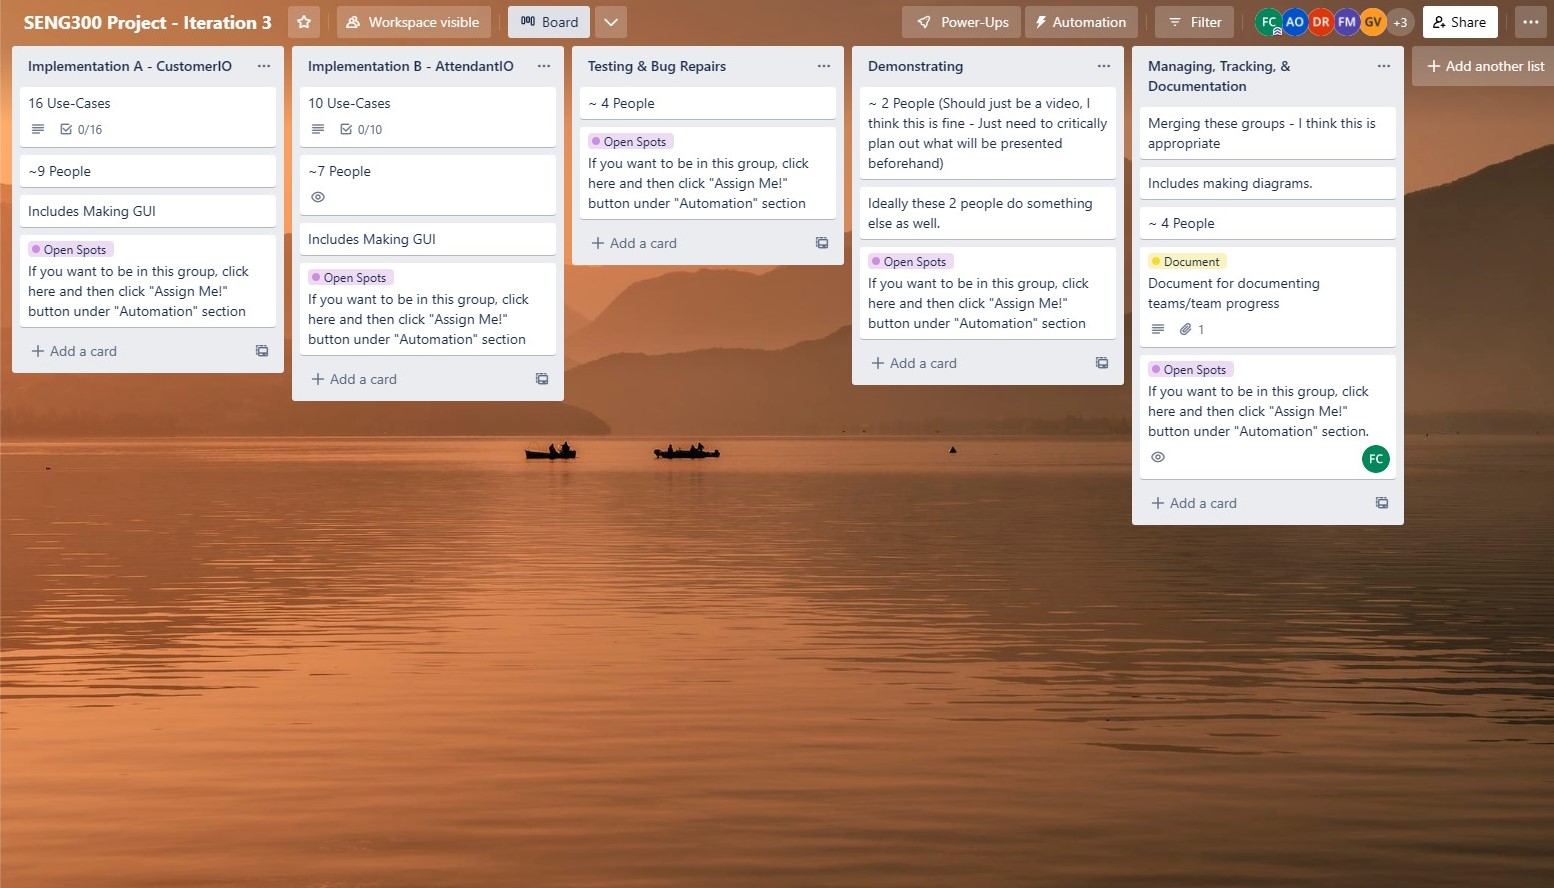 SENG300 Project - Iteration 3
Workspace visible
Board
Power-Ups
Automation
Filter
FC
AO
DR
FM
GV
+3
Share
Implementation A - CustomerIO
16 Use-Cases
0/16
~9 People
Includes Making GUI
Open Spots
If you want to be in this group, click
here and then click "Assign Me!"
button under "Automation" section
+ Add a card
Implementation B - AttendantIO
10 Use-Cases
0/10
~7 People
Includes Making GUI
Open Spots
If you want to be in this group, click
here and then click "Assign Me!"
button under "Automation" section
+ Add a card
Testing & Bug Repairs
~ 4 People
Open Spots
If you want to be in this group, click
here and then click "Assign Me!"
button under "Automation" section
+ Add a card
Demonstrating
~ 2 People (Should just be a video, I
think this is fine - Just need to critically
plan out what will be presented
beforehand)
Ideally these 2 people do something
else as well.
Open Spots
If you want to be in this group, click
here and then click "Assign Me!"
button under "Automation" section
+ Add a card
Managing, Tracking, &
Documentation
Merging these groups - I think this is
appropriate
Includes making diagrams.
~ 4 People
Document
Document for documenting
teams/team progress
1
Open Spots
If you want to be in this group, click
here and then click "Assign Me!"
button under "Automation" section.
FC
+ Add a card
+ Add another list